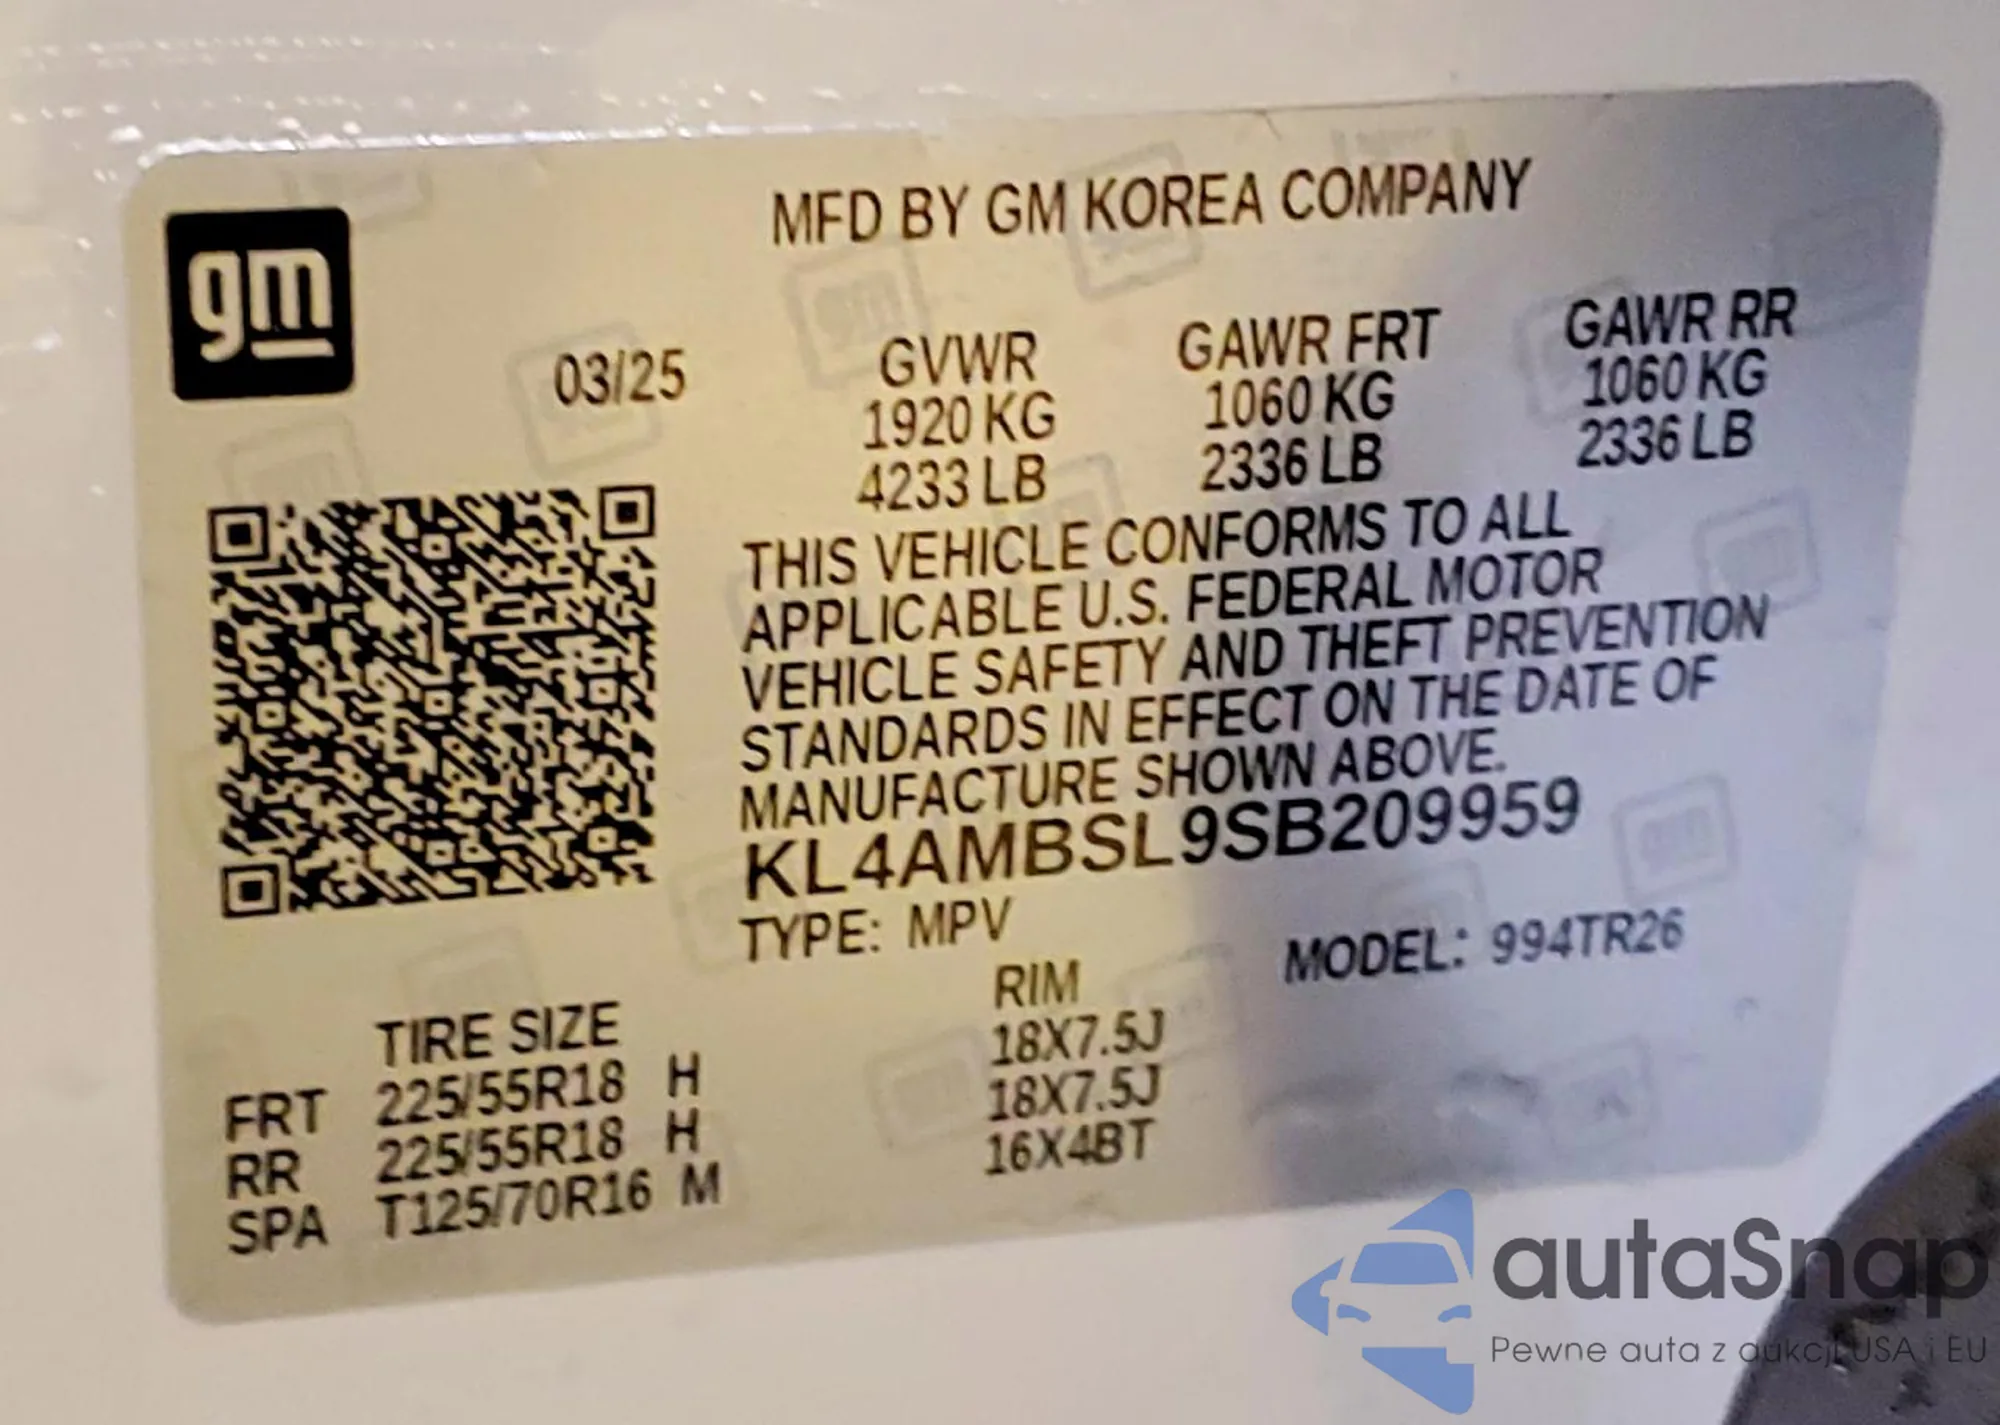 gm
MFD BY GM KOREA COMPANY
03/25
GVWR GAWR FRT GAWR RR
1920 KG 1060 KG 1060 KG
4233 LB 2336 LB 2336 LB
THIS VEHICLE CONFORMS TO ALL
APPLICABLE U.S. FEDERAL MOTOR
VEHICLE SAFETY AND THEFT PREVENTION
STANDARDS IN EFFECT ON THE DATE OF
MANUFACTURE SHOWN ABOVE.
KL4AMBSL9SB209959
TYPE: MPV MODEL: 994TR26
TIRE SIZE RIM
FRT 225/55R18 H 18X7.5J
RR 225/55R18 H 18X7.5J
SPA T125/70R16 M 16X4BT
autaSnap
Pewne auta z aukcji USA i EU